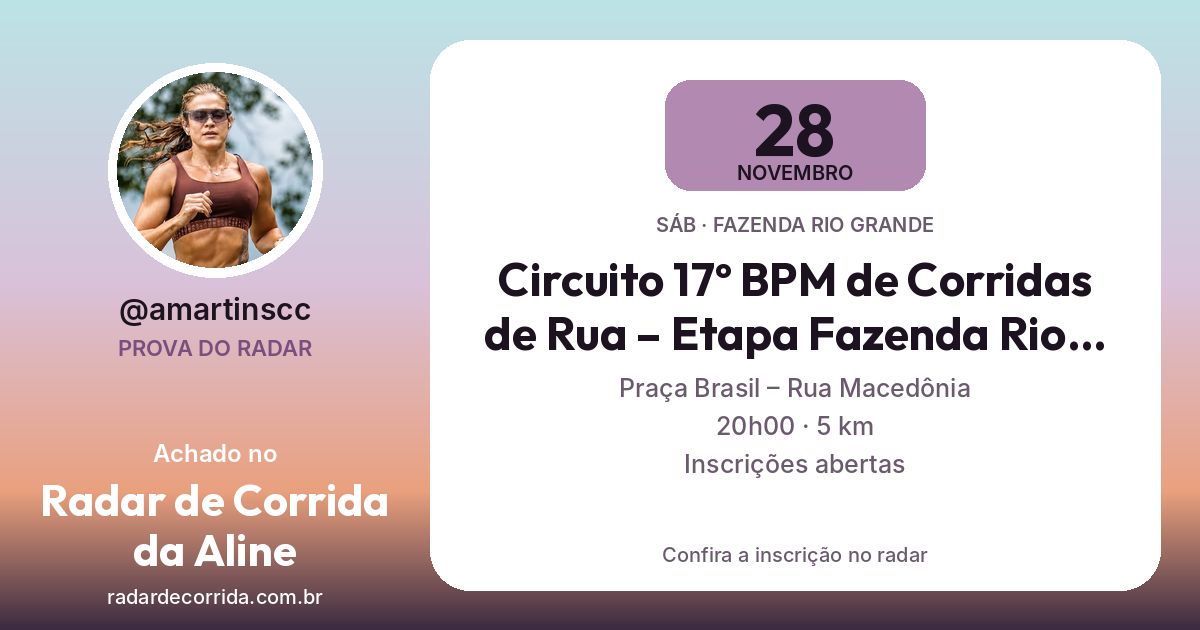 @amartinscc
PROVA DO RADAR
Achado no
Radar de Corrida
da Aline
radardecorrida.com.br
28
NOVEMBRO
SÁB · FAZENDA RIO GRANDE
Circuito 17º BPM de Corridas
de Rua – Etapa Fazenda Rio...
Praça Brasil – Rua Macedônia
20h00 · 5 km
Inscrições abertas
Confira a inscrição no radar